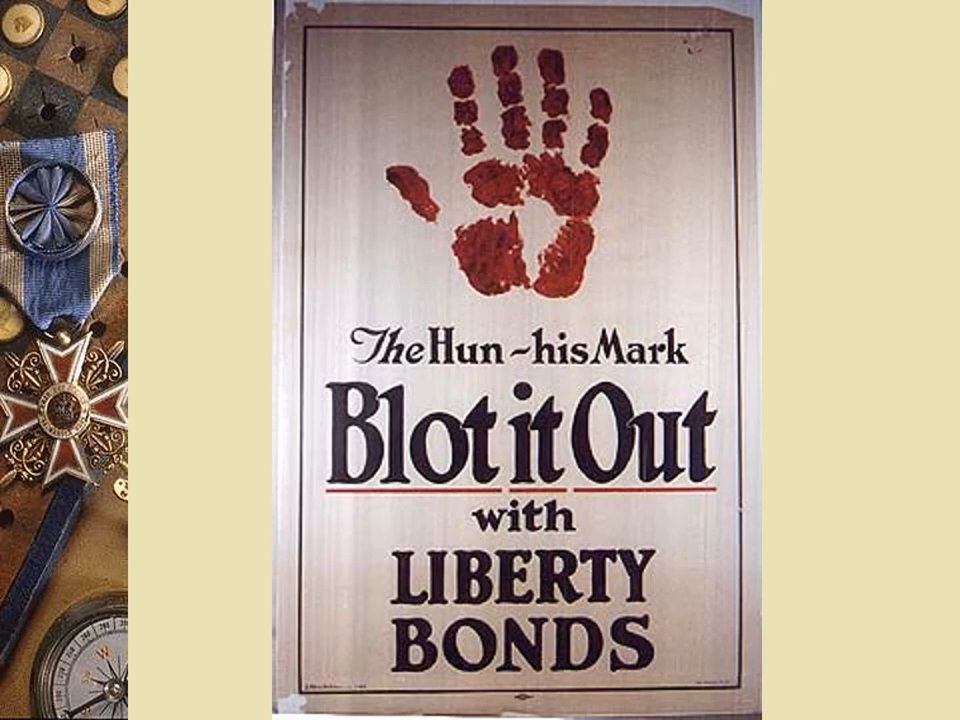 The Hun - his Mark
Blot it Out
with
LIBERTY
BONDS
W